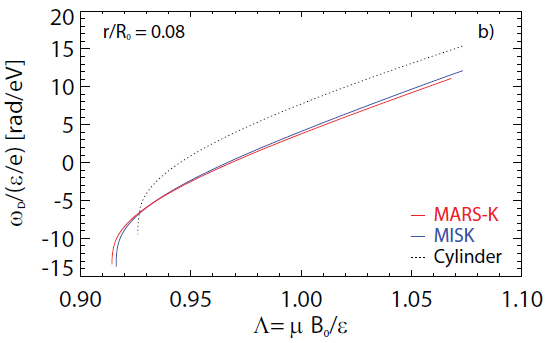 20
15
10
5
0
-5
-10
-15
ω_D/(ε/e) [rad/eV]
r/R₀ = 0.08
b)
MARS-K
MISK
Cylinder
0.90 0.95 1.00 1.05 1.10
Λ= μ B₀/ε